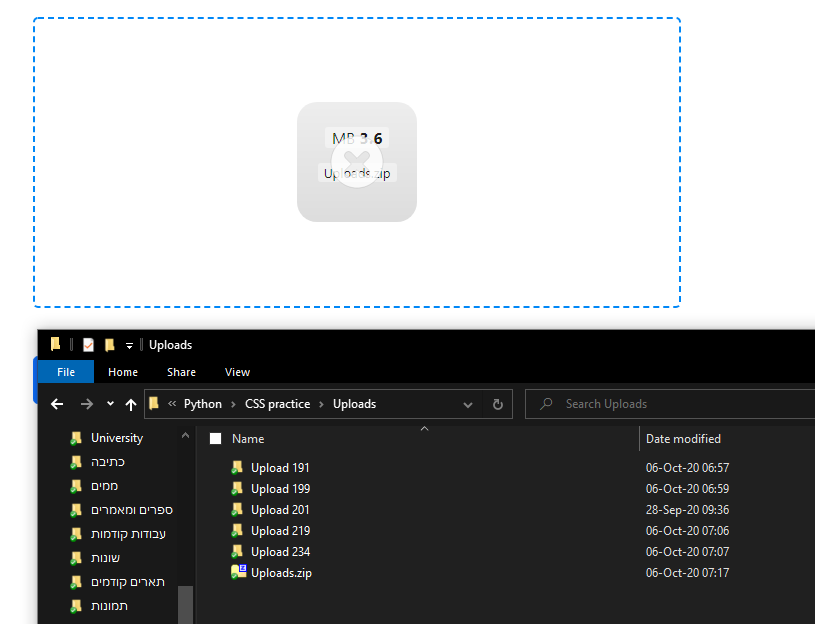 MB 3.6
Uploads.zip
Uploads
File Home Share View
« Python › CSS practice › Uploads Search Uploads
University
כתיבה
ממים
ספרים ומאמרים
עבודות קודמות
שונות
תארים קודמים
תמונות
Name Date modified
Upload 191 06-Oct-20 06:57
Upload 199 06-Oct-20 06:59
Upload 201 28-Sep-20 09:36
Upload 219 06-Oct-20 07:06
Upload 234 06-Oct-20 07:07
Uploads.zip 06-Oct-20 07:17